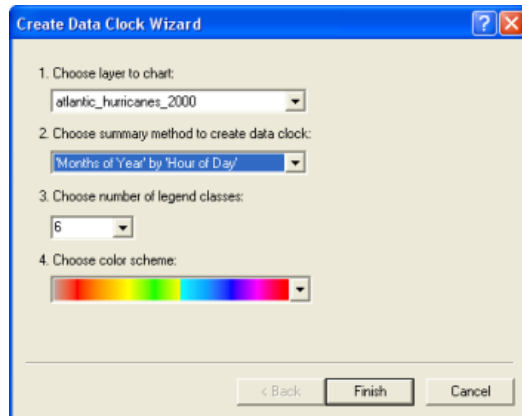 Create Data Clock Wizard
1. Choose layer to chart:
atlantic_hurricanes_2000
2. Choose summary method to create data clock:
'Months of Year' by 'Hour of Day'
3. Choose number of legend classes:
6
4. Choose color scheme:
< Back Finish Cancel